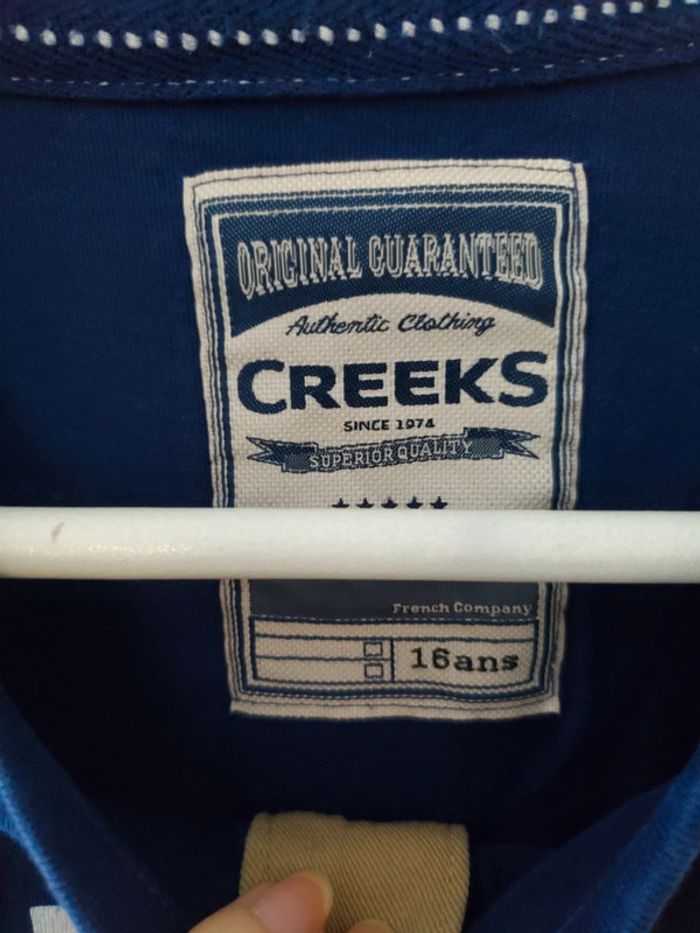 ORIGINAL GUARANTEED
Authentic Clothing
CREEKS
SINCE 1974
SUPERIOR QUALITY
French Company
16ans